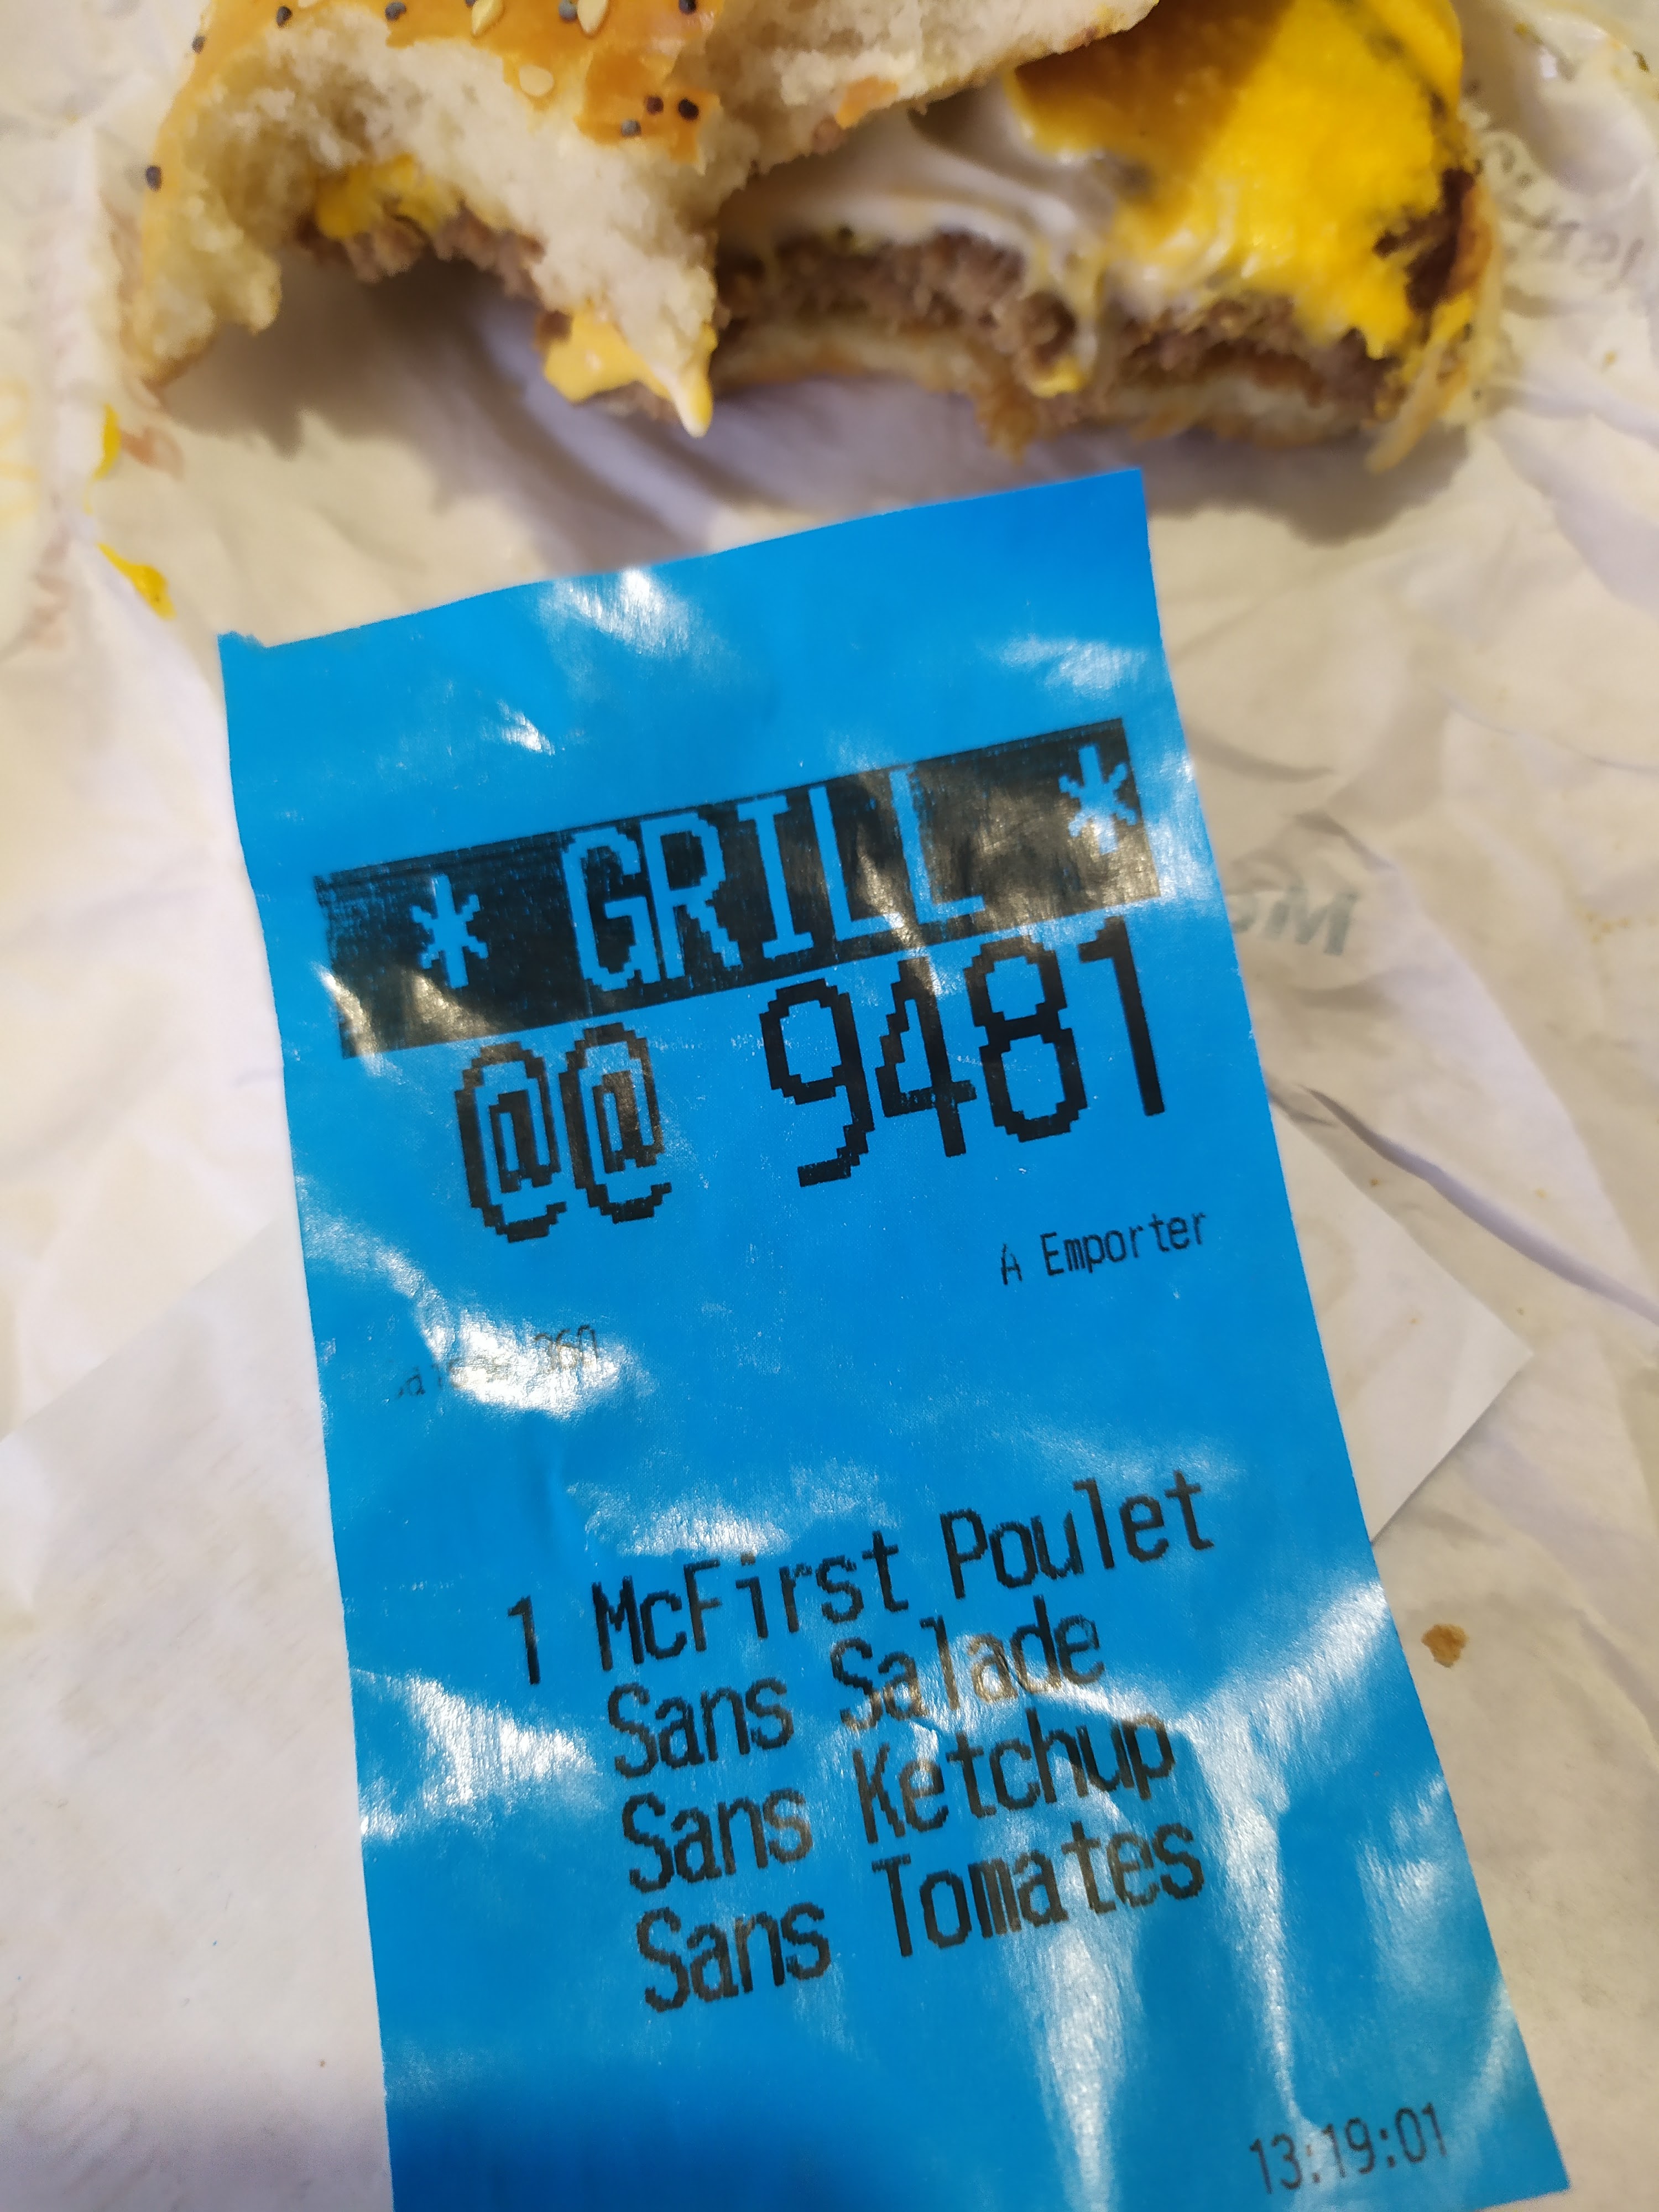 * GRILL *
@@ 9481
A Emporter
1 McFirst Poulet
Sans Salade
Sans Ketchup
Sans Tomates
13:19:01